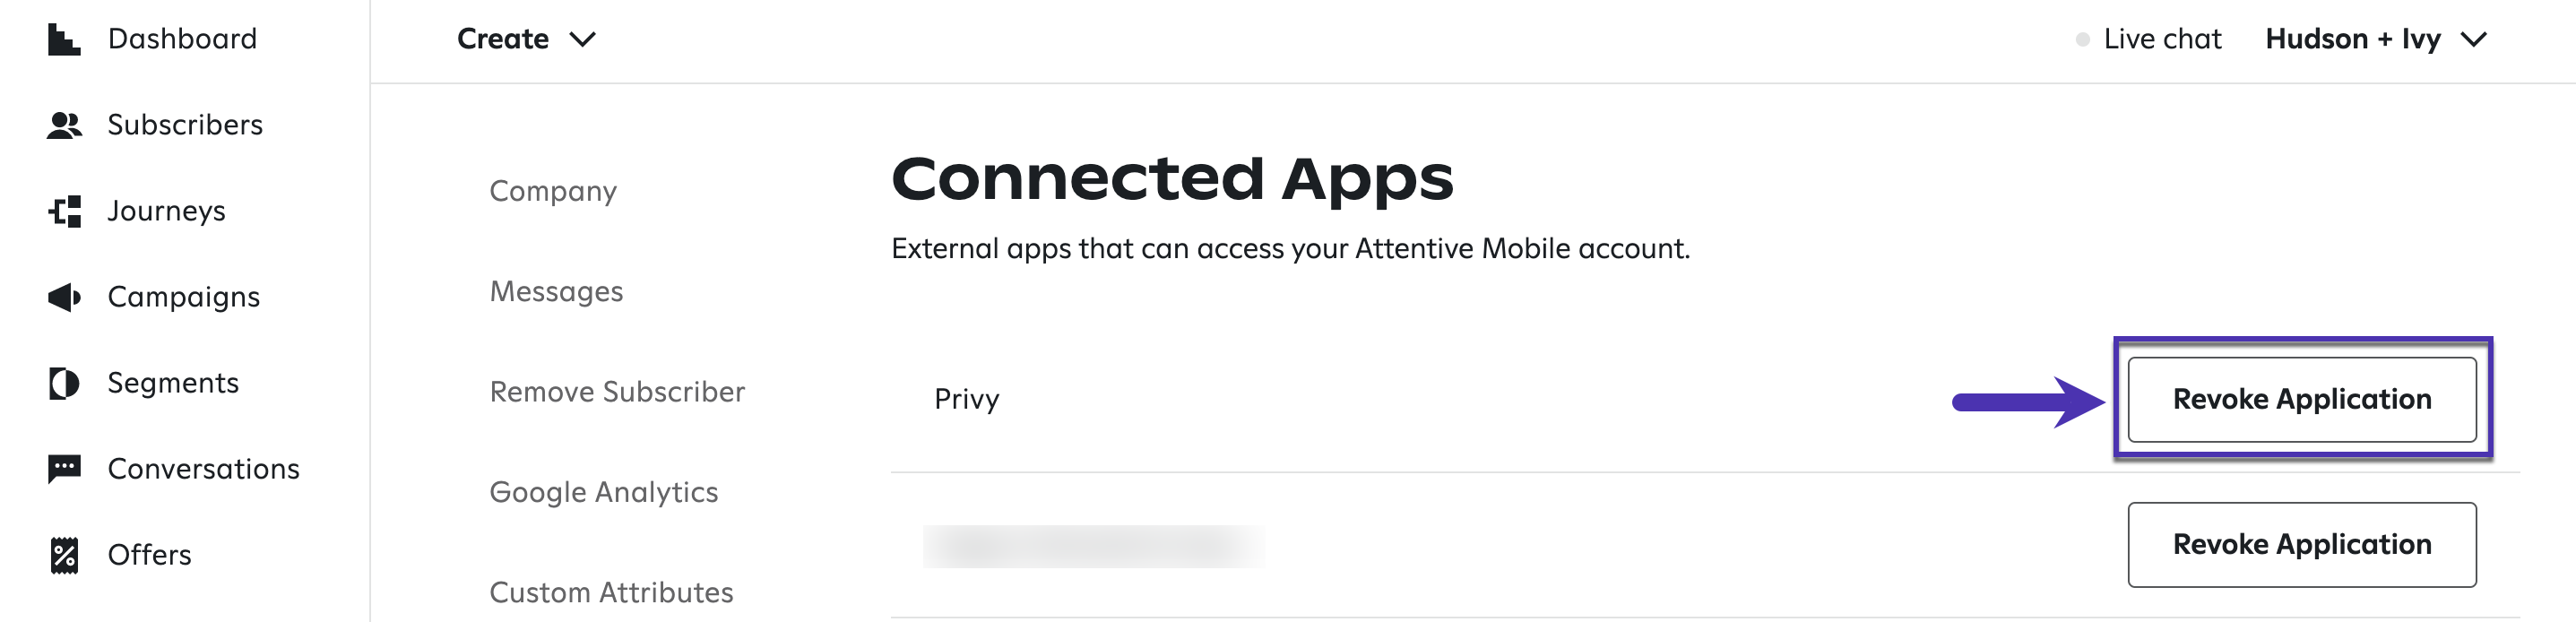 Dashboard
Subscribers
Journeys
Campaigns
Segments
Conversations
Offers
Create
Live chat
Hudson + Ivy
Company
Messages
Remove Subscriber
Google Analytics
Custom Attributes
Connected Apps
External apps that can access your Attentive Mobile account.
Privy
Revoke Application
Revoke Application